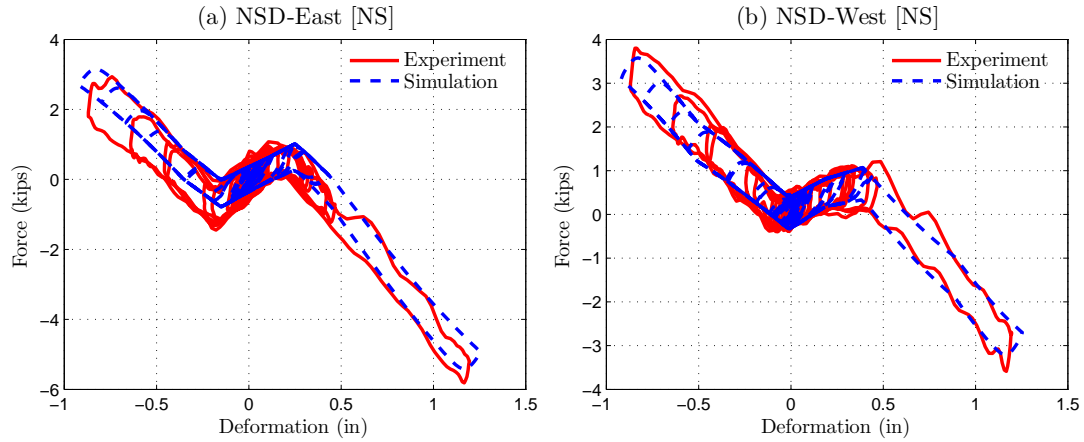 (a) NSD-East [NS]
4
2
0
−2
−4
−6
−1
−0.5
0
0.5
1
1.5
Force (kips)
Deformation (in)
Experiment
Simulation
(b) NSD-West [NS]
4
3
2
1
0
−1
−2
−3
−4
−1
−0.5
0
0.5
1
1.5
Force (kips)
Deformation (in)
Experiment
Simulation